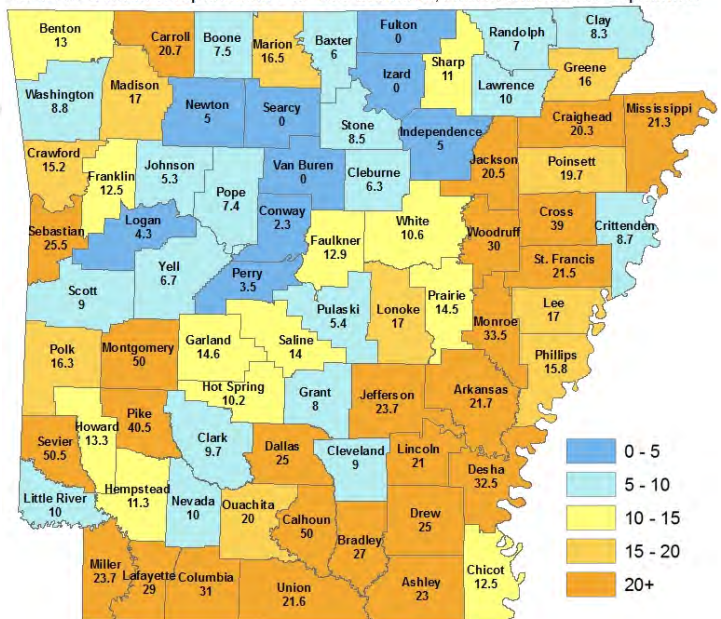 Benton
13
Carroll
20.7
Boone
7.5
Marion
16.5
Baxter
6
Fulton
0
Randolph
7
Clay
8.3
Washington
8.8
Madison
17
Newton
5
Searcy
0
Izard
0
Sharp
11
Lawrence
10
Greene
16
Stone
8.5
Independence
5
Craighead
20.3
Mississippi
21.3
Crawford
15.2
Franklin
12.5
Johnson
5.3
Pope
7.4
Van Buren
0
Cleburne
6.3
Jackson
20.5
Poinsett
19.7
Sebastian
25.5
Logan
4.3
Conway
2.3
Faulkner
12.9
White
10.6
Woodruff
30
Cross
39
Crittenden
8.7
St. Francis
21.5
Scott
9
Yell
6.7
Perry
3.5
Pulaski
5.4
Lonoke
17
Prairie
14.5
Monroe
33.5
Lee
17
Phillips
15.8
Polk
16.3
Montgomery
50
Garland
14.6
Saline
14
Hot Spring
10.2
Grant
8
Jefferson
23.7
Arkansas
21.7
Sevier
50.5
Howard
13.3
Pike
40.5
Clark
9.7
Dallas
25
Cleveland
9
Lincoln
21
Desha
32.5
Little River
10
Hempstead
11.3
Nevada
10
Ouachita
20
Calhoun
50
Bradley
27
Drew
25
Miller
23.7
Lafayette
29
Columbia
31
Union
21.6
Ashley
23
Chicot
12.5
0 - 5
5 - 10
10 - 15
15 - 20
20+